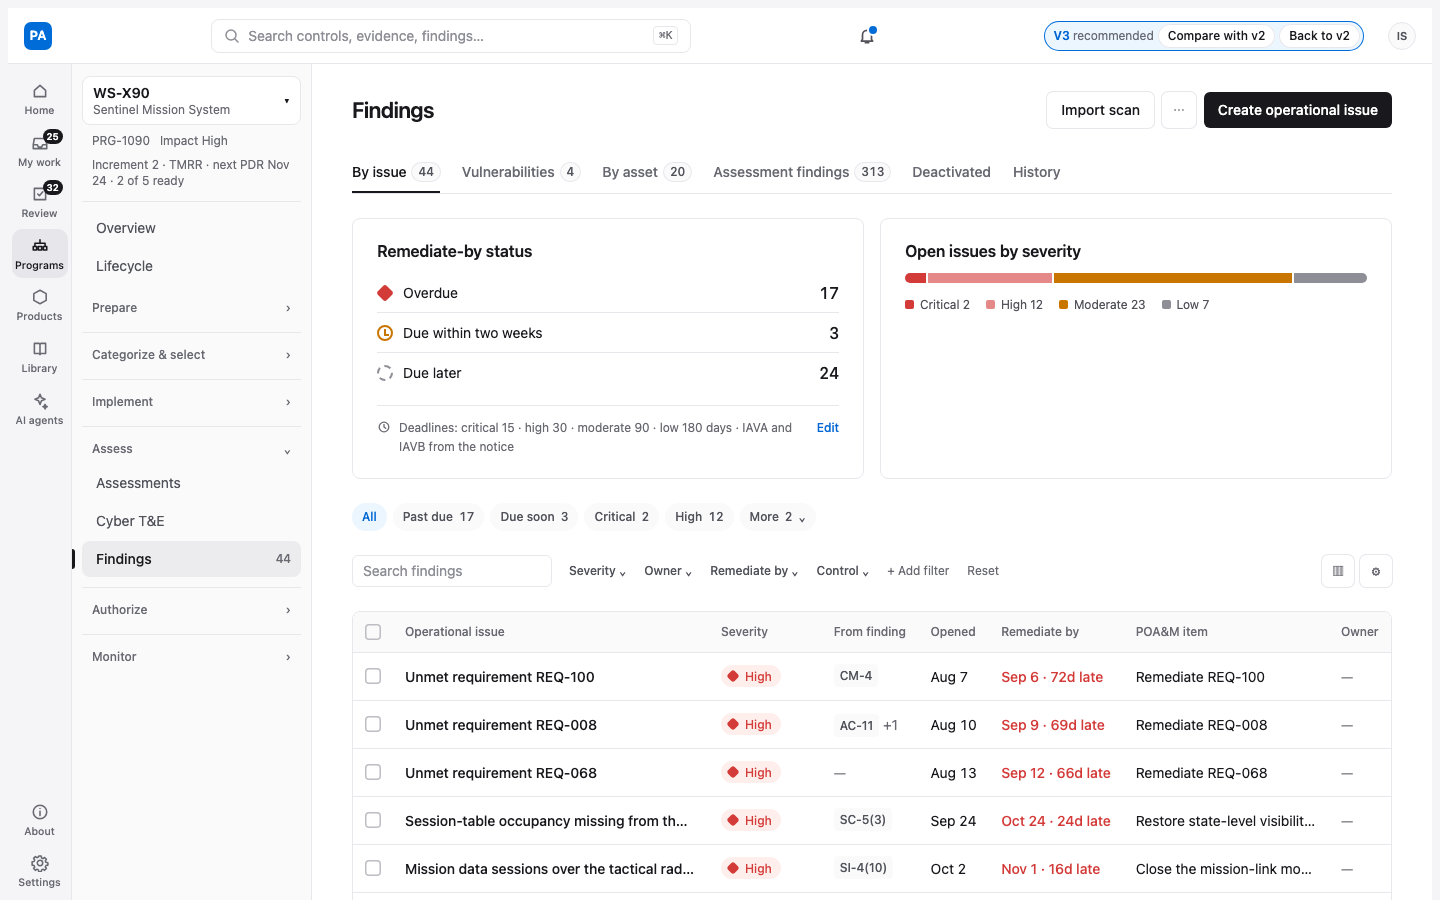 PA
Search controls, evidence, findings...
⌘K
V3 recommended
Compare with v2
Back to v2
IS
Home
25
My work
32
Review
Programs
Products
Library
AI agents
About
Settings
WS-X90
Sentinel Mission System
PRG-1090 Impact High
Increment 2 · TMRR · next PDR Nov
24 · 2 of 5 ready
Overview
Lifecycle
Prepare
Categorize & select
Implement
Assess
Assessments
Cyber T&E
Findings 44
Authorize
Monitor
Findings
Import scan
...
Create operational issue
By issue 44
Vulnerabilities 4
By asset 20
Assessment findings 313
Deactivated
History
Remediate-by status
Overdue 17
Due within two weeks 3
Due later 24
Deadlines: critical 15 · high 30 · moderate 90 · low 180 days · IAVA and
IAVB from the notice
Edit
Open issues by severity
Critical 2 High 12 Moderate 23 Low 7
All
Past due 17
Due soon 3
Critical 2
High 12
More 2
Search findings
Severity
Owner
Remediate by
Control
+ Add filter
Reset
Operational issue Severity From finding Opened Remediate by POA&M item Owner
Unmet requirement REQ-100 High CM-4 Aug 7 Sep 6 · 72d late Remediate REQ-100 —
Unmet requirement REQ-008 High AC-11 +1 Aug 10 Sep 9 · 69d late Remediate REQ-008 —
Unmet requirement REQ-068 High — Aug 13 Sep 12 · 66d late Remediate REQ-068 —
Session-table occupancy missing from th... High SC-5(3) Sep 24 Oct 24 · 24d late Restore state-level visibilit... —
Mission data sessions over the tactical rad... High SI-4(10) Oct 2 Nov 1 · 16d late Close the mission-link mo... —